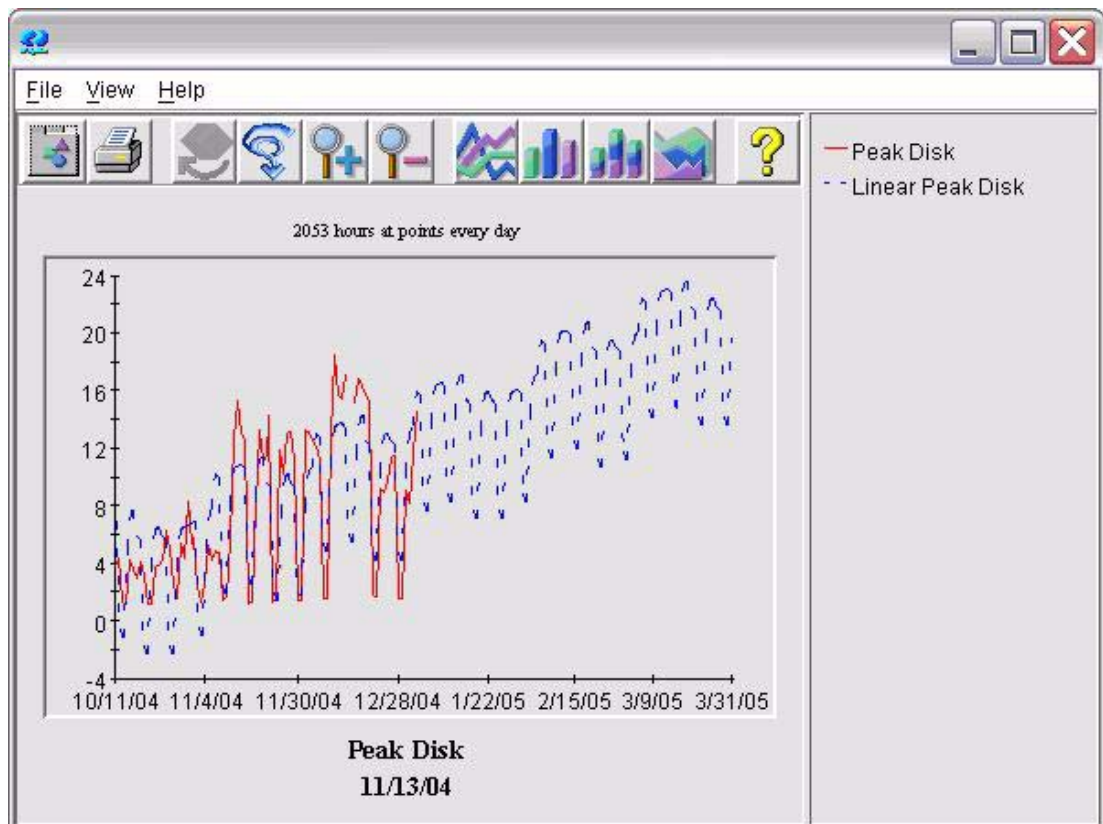 File View Help
Peak Disk
Linear Peak Disk
2053 hours at points every day
24
20
16
12
8
4
0
-4
10/11/04 11/4/04 11/30/04 12/28/04 1/22/05 2/15/05 3/9/05 3/31/05
Peak Disk
11/13/04